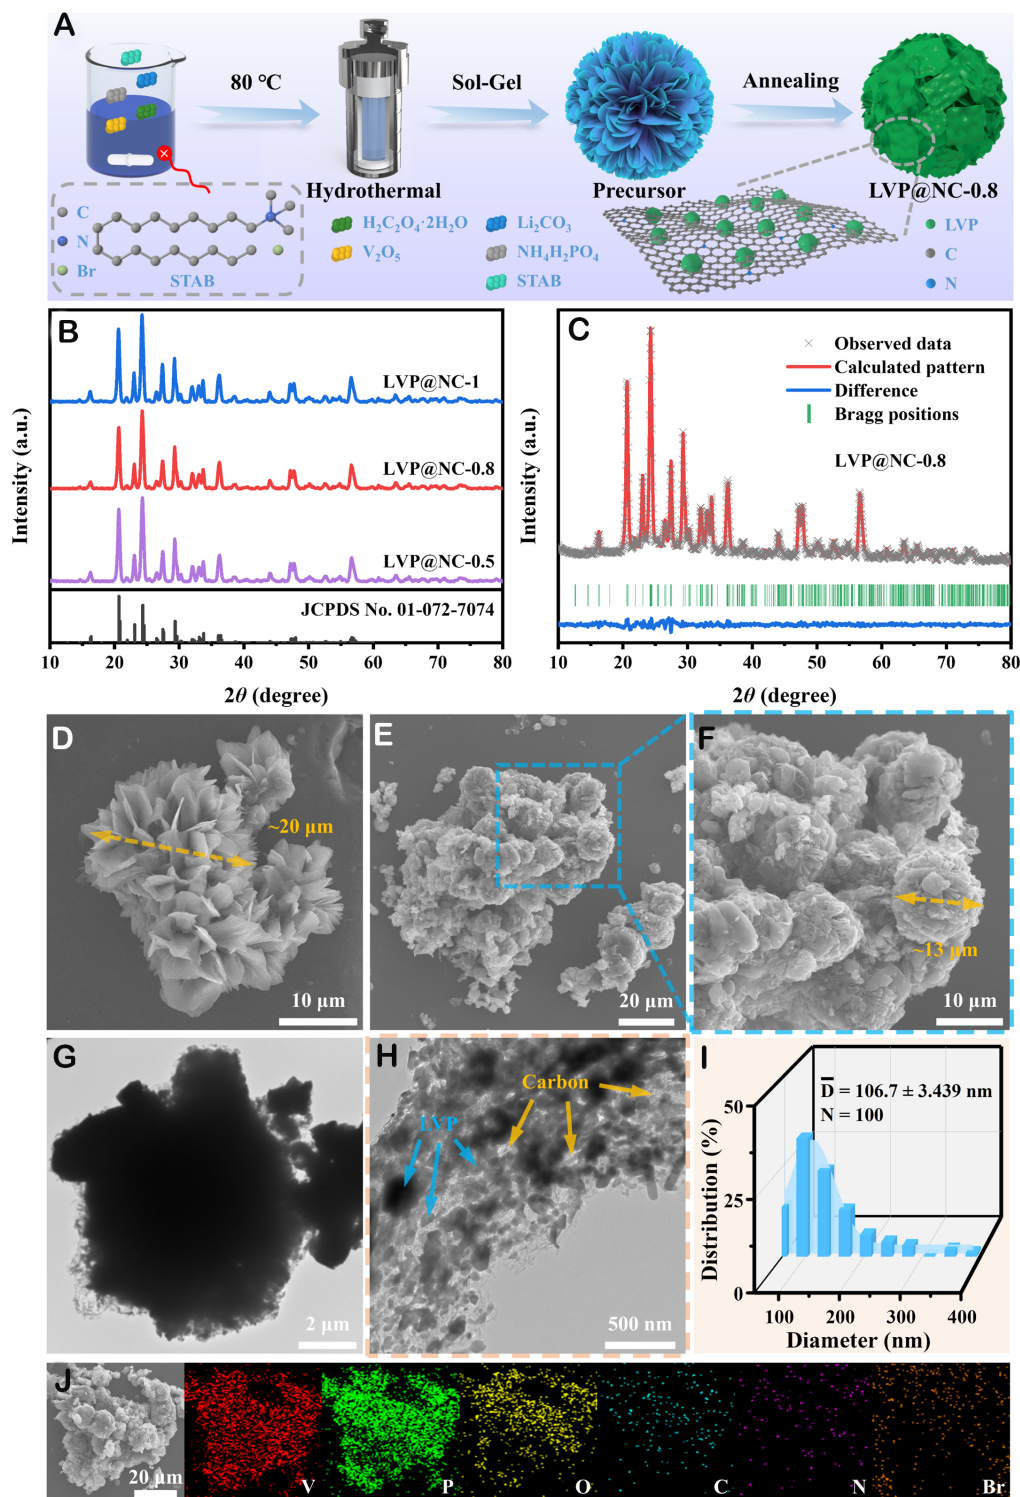 A
80 °C
Sol-Gel
Annealing
Hydrothermal
Precursor
LVP@NC-0.8
C
N
Br
STAB
H₂C₂O₄·2H₂O
V₂O₅
Li₂CO₃
NH₄H₂PO₄
STAB
LVP
C
N
B
LVP@NC-1
LVP@NC-0.8
LVP@NC-0.5
JCPDS No. 01-072-7074
Intensity (a.u.)
10 20 30 40 50 60 70 80
2θ (degree)
C
Observed data
Calculated pattern
Difference
Bragg positions
LVP@NC-0.8
Intensity (a.u.)
10 20 30 40 50 60 70 80
2θ (degree)
D
~20 μm
10 μm
E
20 μm
F
~13 μm
10 μm
G
2 μm
H
Carbon
LVP
500 nm
I
D̄ = 106.7 ± 3.439 nm
N = 100
50
25
0
Distribution (%)
100 200 300 400
Diameter (nm)
J
20 μm
V
P
O
C
N
Br